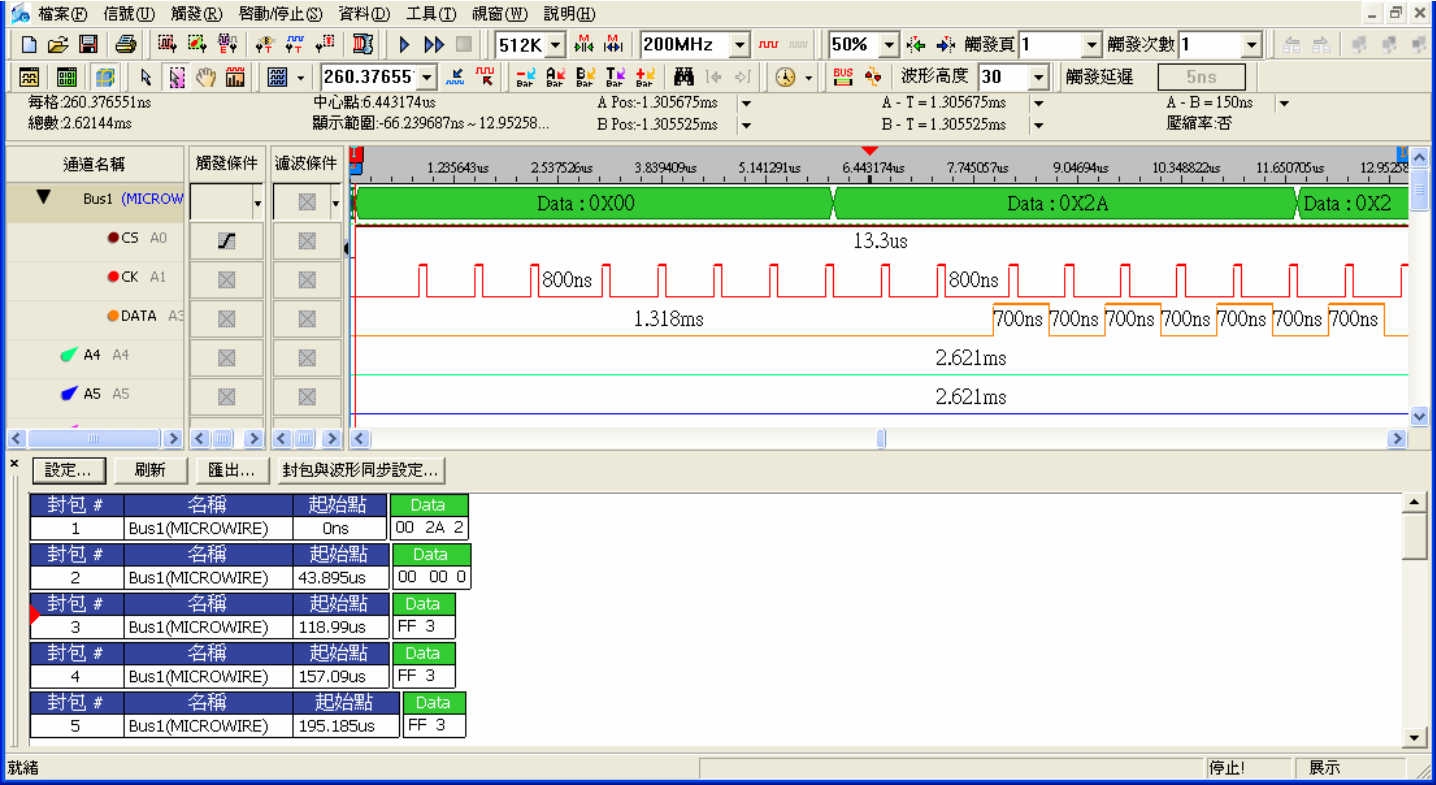 檔案(F) 信號(U) 觸發(R) 啓動/停止(S) 資料(D) 工具(T) 視窗(W) 說明(H)
512K 200MHz 50% 觸發頁 1 觸發次數 1
260.37655 Bar Bar Bar Bar Bar BUS 波形高度 30 觸發延遲 5ns
每格:260.376551ns 中心點:6.443174us A Pos:-1.305675ms A - T = 1.305675ms A - B = 150ns
總數:2.62144ms 顯示範圍:-66.239687ns ~ 12.95258... B Pos:-1.305525ms B - T = 1.305525ms 壓縮率:否
通道名稱 觸發條件 濾波條件 1.235643us 2.537526us 3.839409us 5.141291us 6.443174us 7.745057us 9.04694us 10.348822us 11.650705us 12.95258
Bus1 (MICROW Data : 0X00 Data : 0X2A Data : 0X2
CS A0 13.3us
CK A1 800ns 800ns
DATA A3 1.318ms 700ns 700ns 700ns 700ns 700ns 700ns 700ns
A4 A4 2.621ms
A5 A5 2.621ms
設定... 刷新 匯出... 封包與波形同步設定...
封包 # 名稱 起始點 Data
1 Bus1(MICROWIRE) 0ns 00 2A 2
封包 # 名稱 起始點 Data
2 Bus1(MICROWIRE) 43.895us 00 00 0
封包 # 名稱 起始點 Data
3 Bus1(MICROWIRE) 118.99us FF 3
封包 # 名稱 起始點 Data
4 Bus1(MICROWIRE) 157.09us FF 3
封包 # 名稱 起始點 Data
5 Bus1(MICROWIRE) 195.185us FF 3
就緒 停止! 展示